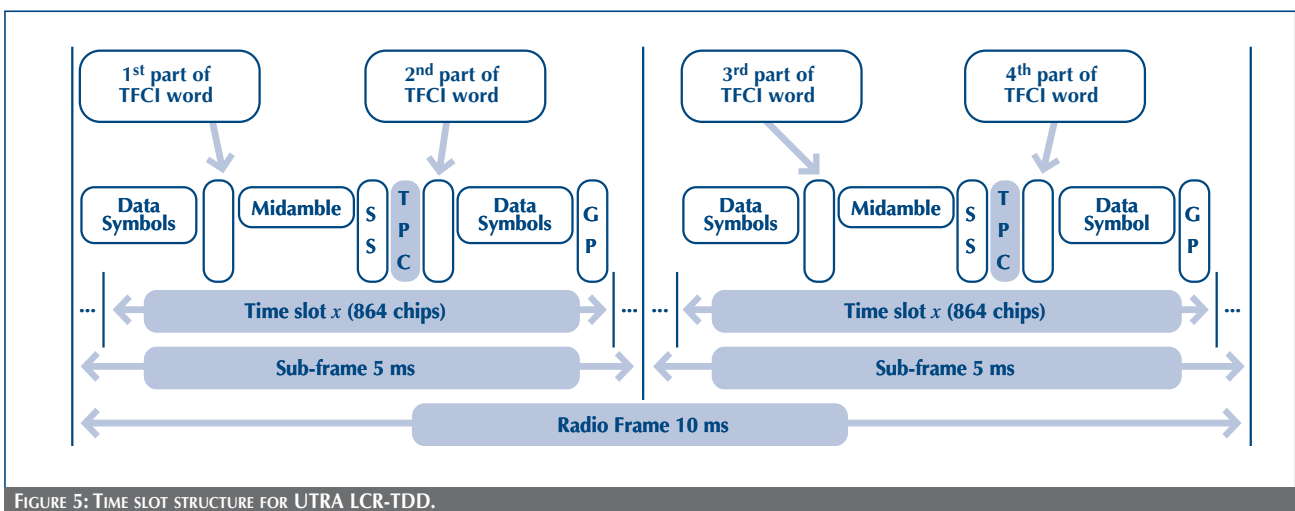 1st part of
TFCI word
2nd part of
TFCI word
3rd part of
TFCI word
4th part of
TFCI word
Data
Symbols
Midamble
S
S
T
P
C
Data
Symbols
G
P
Data
Symbols
Midamble
S
S
T
P
C
Data
Symbol
G
P
...
Time slot x (864 chips)
...
...
Time slot x (864 chips)
...
Sub-frame 5 ms
Sub-frame 5 ms
Radio Frame 10 ms
FIGURE 5: TIME SLOT STRUCTURE FOR UTRA LCR-TDD.